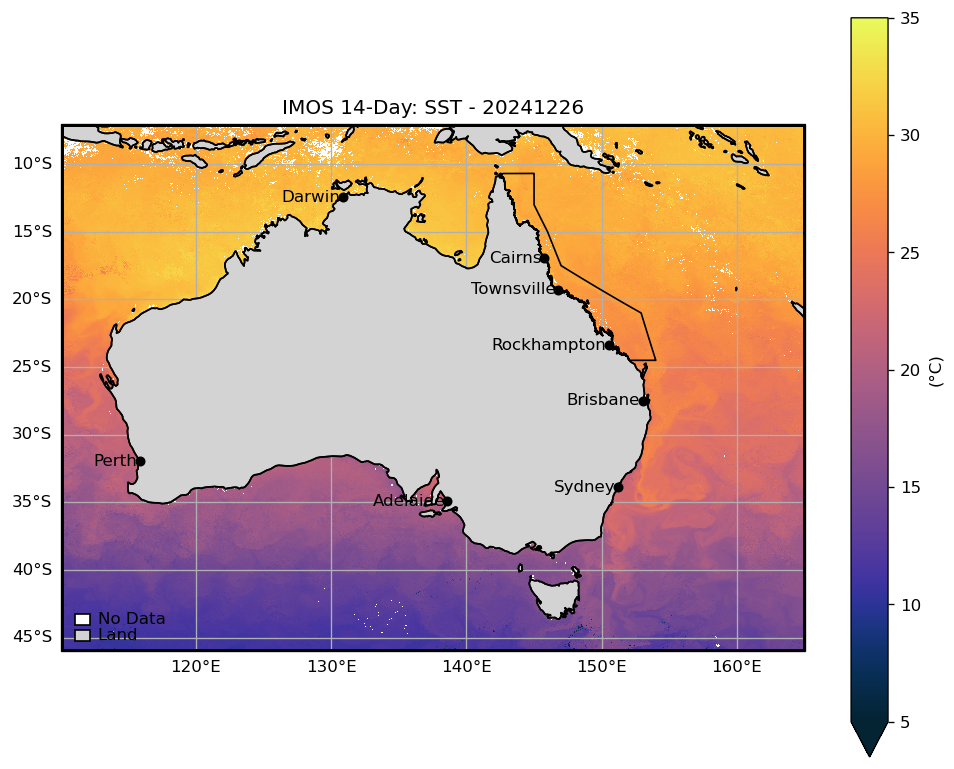 IMOS 14-Day: SST - 20241226
35
30
25
20
15
10
5
(°C)
10°S
15°S
20°S
25°S
30°S
35°S
40°S
45°S
Darwin
Cairns
Townsville
Rockhampton
Brisbane
Perth
Sydney
Adelaide
No Data
Land
120°E
130°E
140°E
150°E
160°E